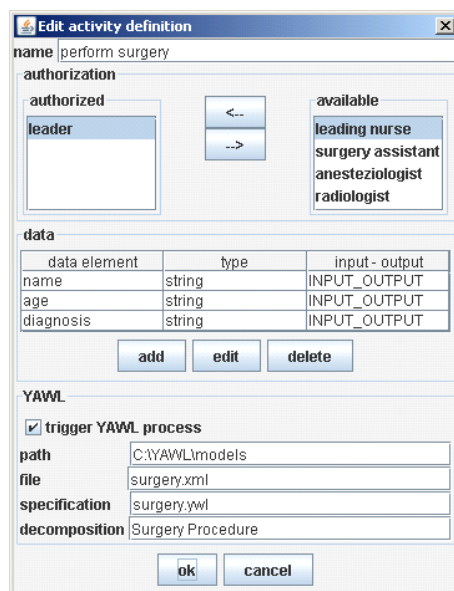 Edit activity definition
name perform surgery
authorization
authorized
available
<--
-->
leader
leading nurse
surgery assistant
anesteziologist
radiologist
data
data element type input - output
name string INPUT_OUTPUT
age string INPUT_OUTPUT
diagnosis string INPUT_OUTPUT
add edit delete
YAWL
trigger YAWL process
path C:\YAWL\models
file surgery.xml
specification surgery.ywl
decomposition Surgery Procedure
ok cancel